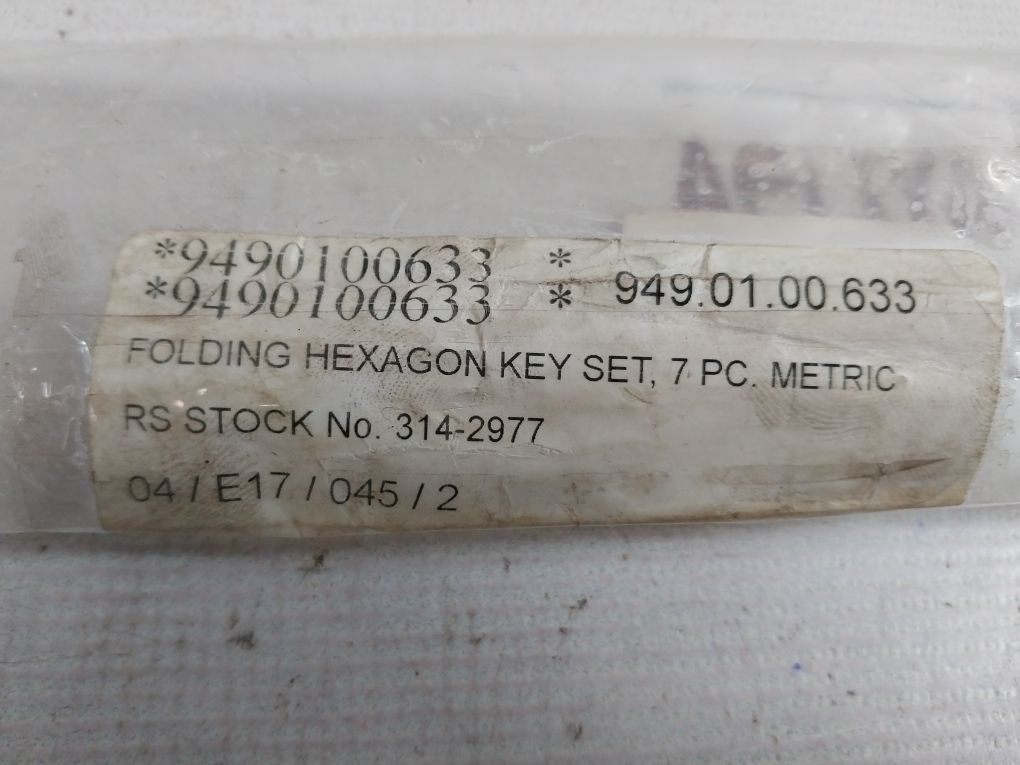 *9490100633 *
*9490100633 * 949.01.00.633
FOLDING HEXAGON KEY SET, 7 PC. METRIC
RS STOCK No. 314-2977
04 / E17 / 045 / 2